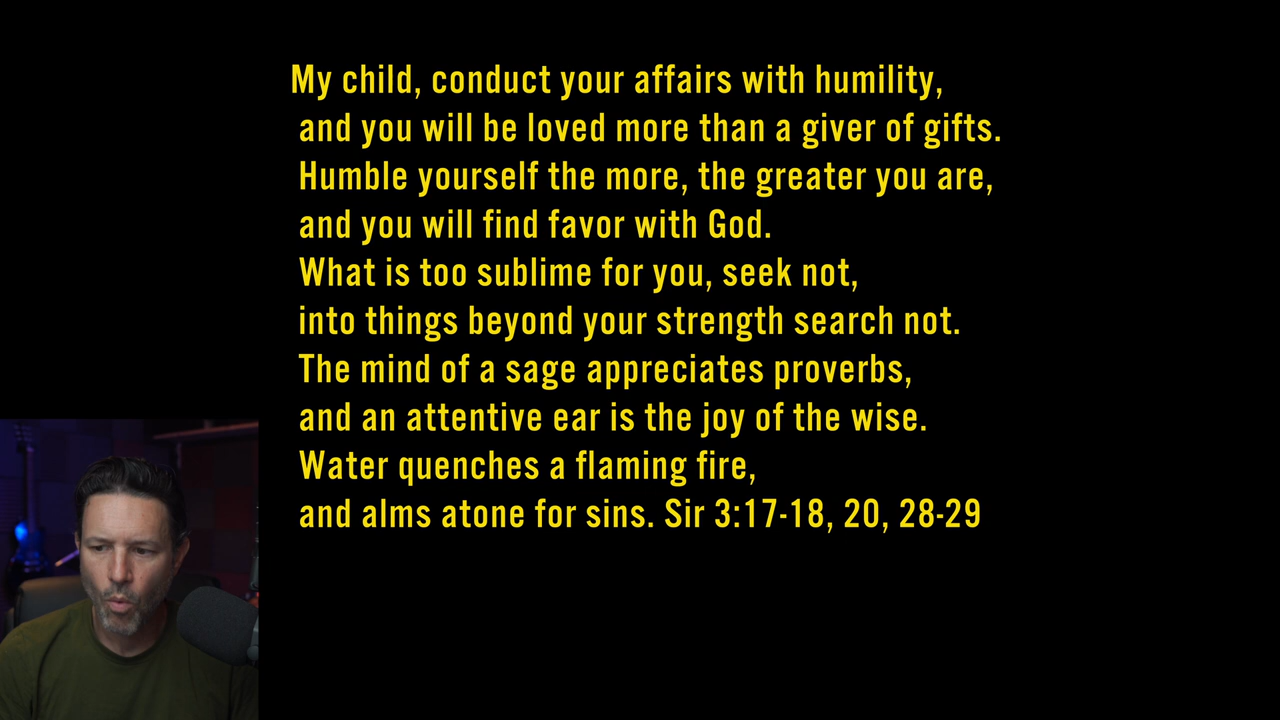 My child, conduct your affairs with humility,
and you will be loved more than a giver of gifts.
Humble yourself the more, the greater you are,
and you will find favor with God.
What is too sublime for you, seek not,
into things beyond your strength search not.
The mind of a sage appreciates proverbs,
and an attentive ear is the joy of the wise.
Water quenches a flaming fire,
and alms atone for sins. Sir 3:17-18, 20, 28-29